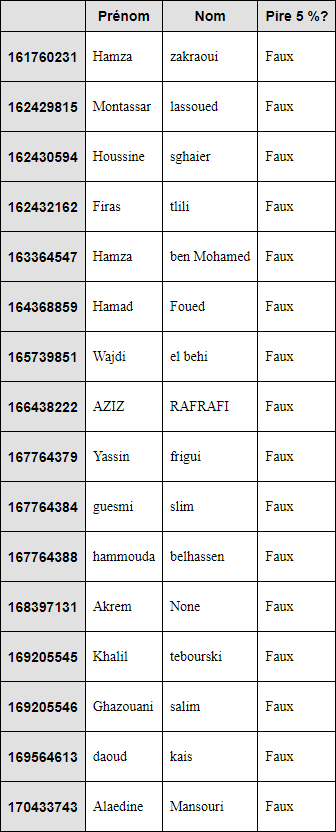 Prénom Nom Pire 5 %?
161760231 Hamza zakraoui Faux
162429815 Montassar lassoued Faux
162430594 Houssine sghaier Faux
162432162 Firas tlili Faux
163364547 Hamza ben Mohamed Faux
164368859 Hamad Foued Faux
165739851 Wajdi el behi Faux
166438222 AZIZ RAFRAFI Faux
167764379 Yassin frigui Faux
167764384 guesmi slim Faux
167764388 hammouda belhassen Faux
168397131 Akrem None Faux
169205545 Khalil tebourski Faux
169205546 Ghazouani salim Faux
169564613 daoud kais Faux
170433743 Alaedine Mansouri Faux